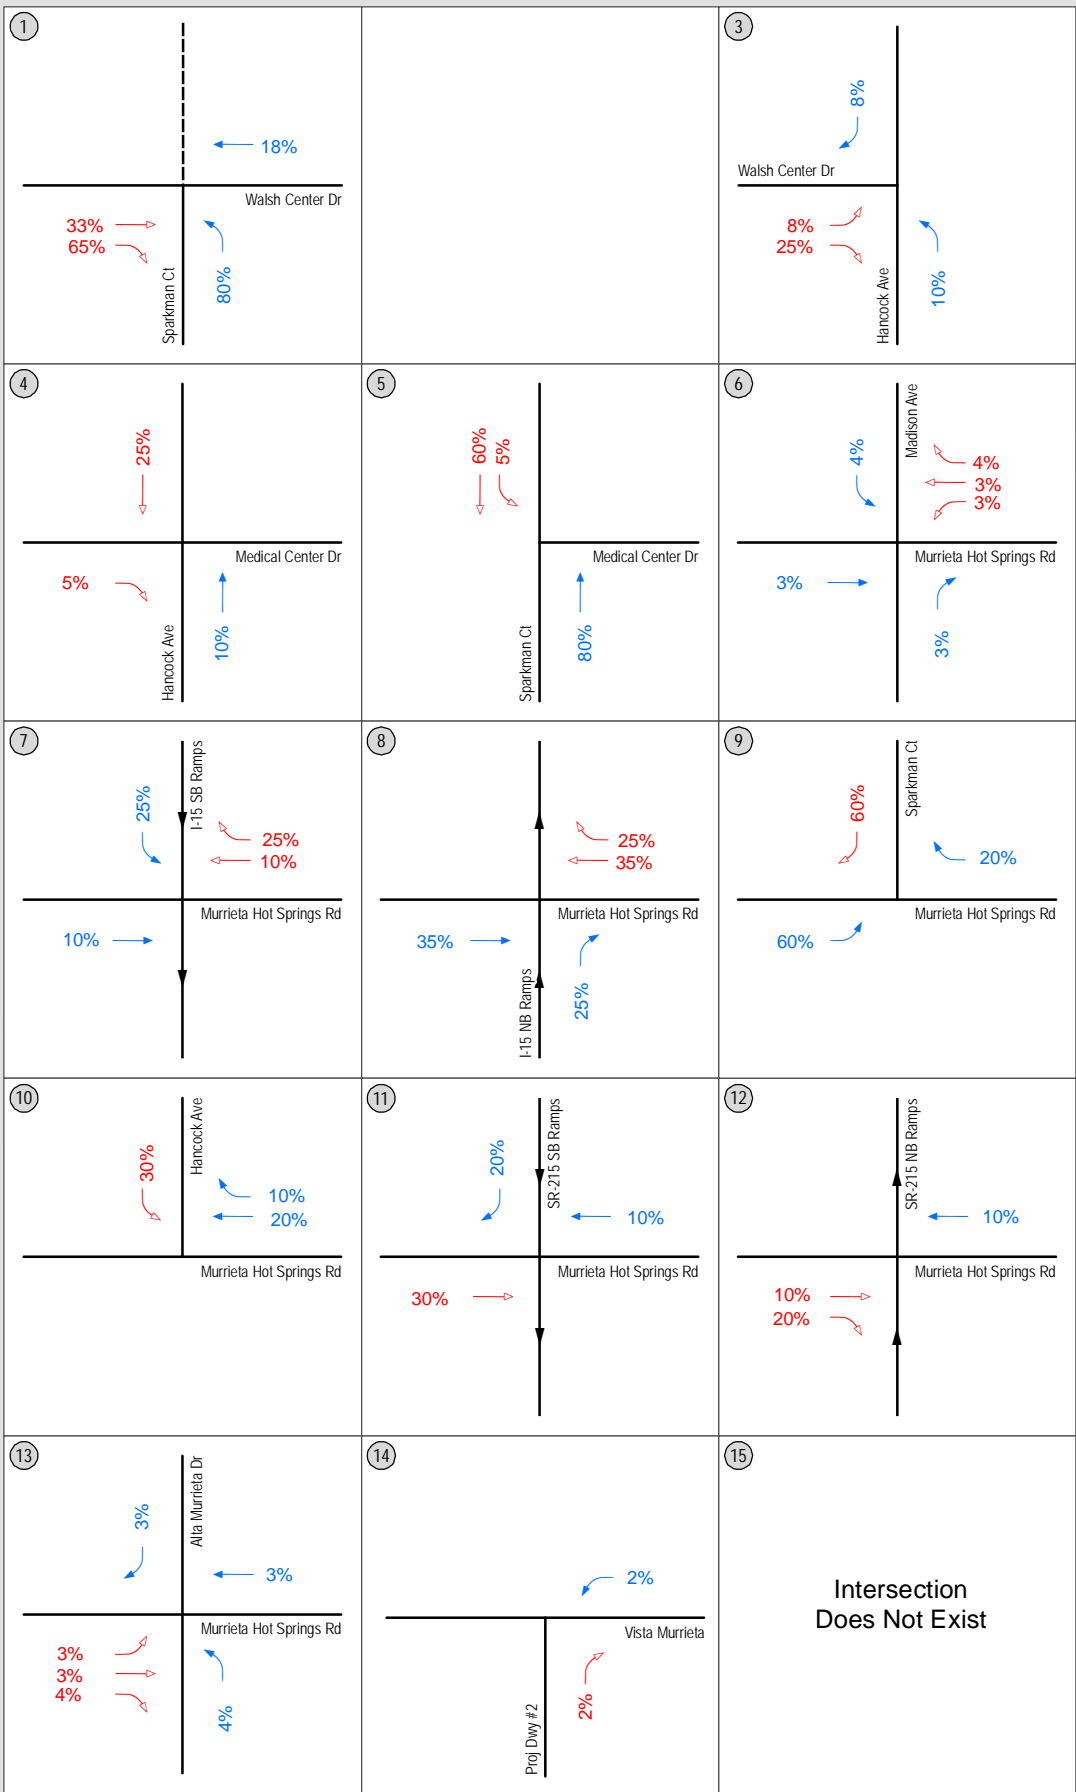 1
18%
Walsh Center Dr
33%
65%
Sparkman Ct
80%
3
8%
Walsh Center Dr
8%
25%
Hancock Ave
10%
4
25%
Medical Center Dr
5%
Hancock Ave
10%
5
60%
5%
Medical Center Dr
Sparkman Ct
80%
6
Madison Ave
4%
4%
3%
3%
Murrieta Hot Springs Rd
3%
3%
7
I-15 SB Ramps
25%
25%
10%
Murrieta Hot Springs Rd
10%
8
25%
35%
Murrieta Hot Springs Rd
35%
I-15 NB Ramps
25%
9
Sparkman Ct
60%
20%
Murrieta Hot Springs Rd
60%
10
Hancock Ave
30%
10%
20%
Murrieta Hot Springs Rd
11
SR-215 SB Ramps
20%
10%
Murrieta Hot Springs Rd
30%
12
SR-215 NB Ramps
10%
Murrieta Hot Springs Rd
10%
20%
13
Alta Murrieta Dr
3%
3%
Murrieta Hot Springs Rd
3%
3%
4%
4%
14
2%
Vista Murrieta
Proj Dwy #2
2%
15
Intersection
Does Not Exist